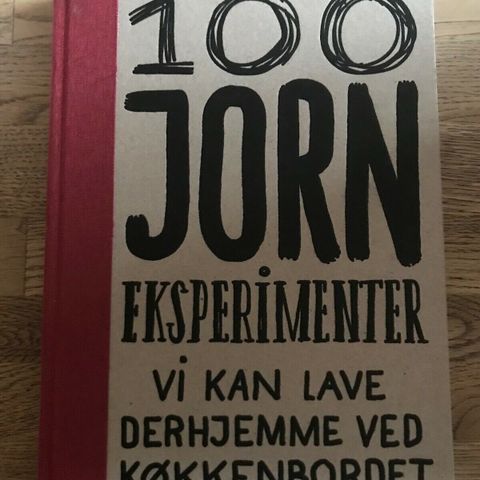 100
JORN
EKSPERIMENTER
Vi KAN LAVE
DERHJEMME VED
KØKKENBORDET